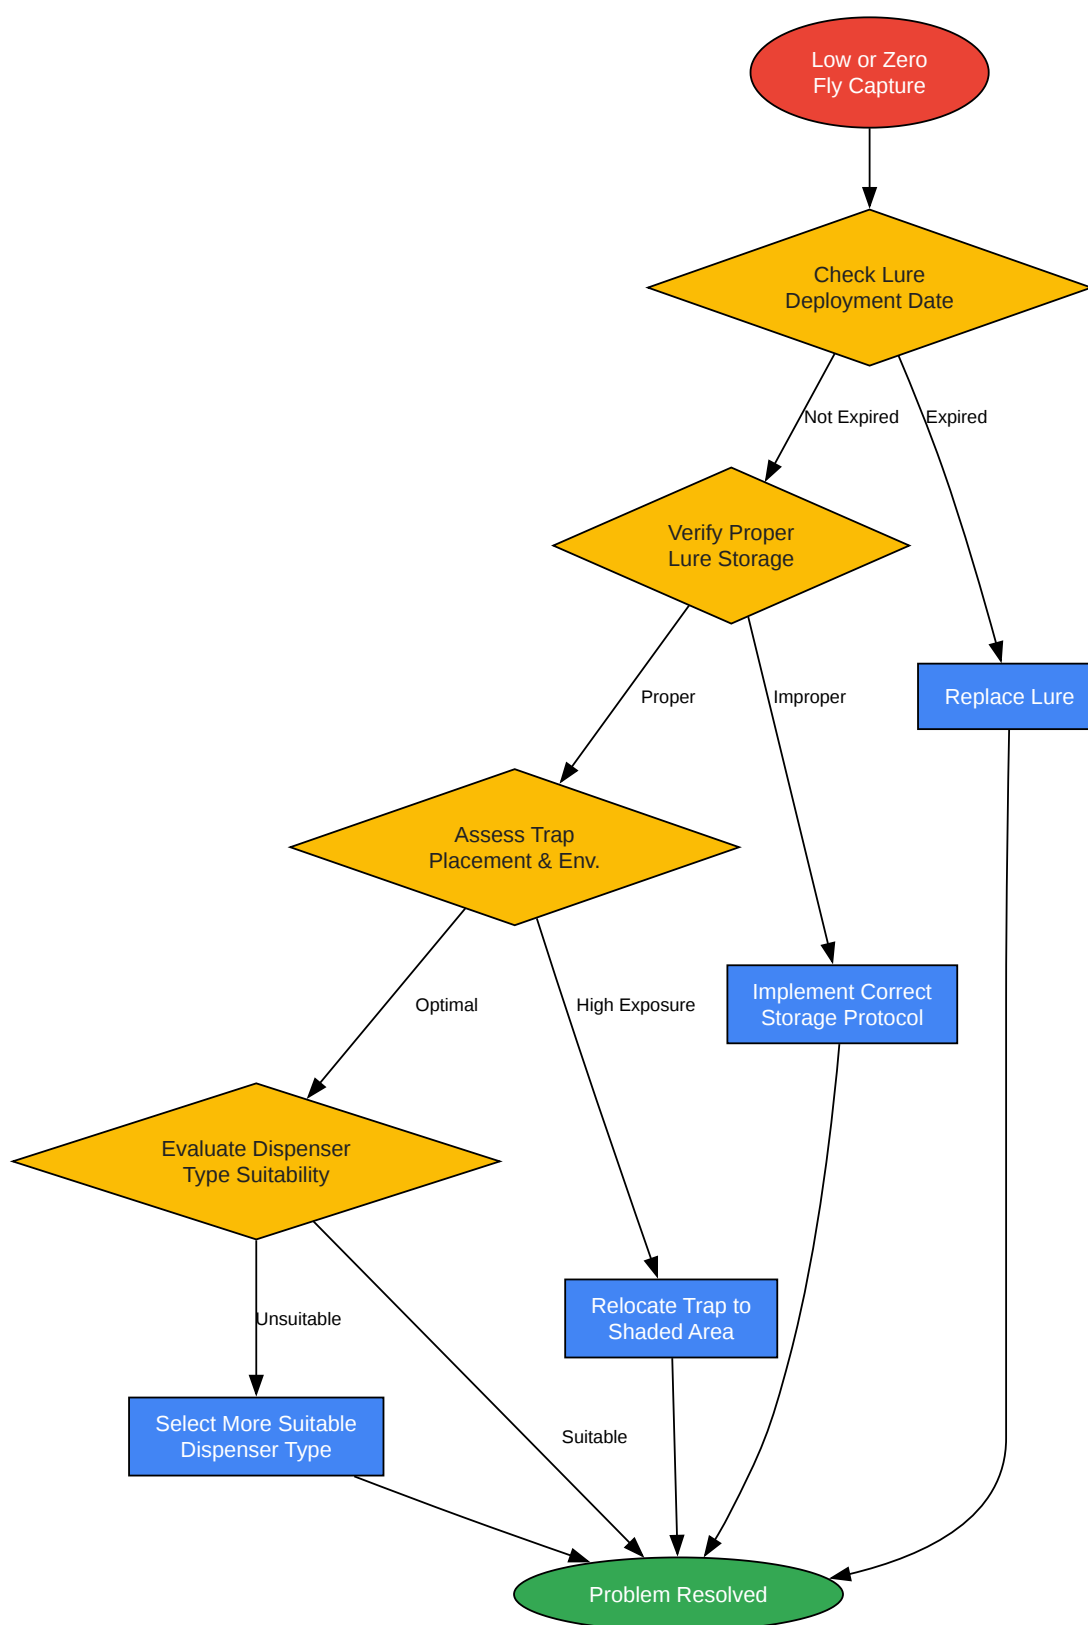 Low or Zero
Fly Capture
Check Lure
Deployment Date
Not Expired
Expired
Verify Proper
Lure Storage
Proper
Improper
Replace Lure
Assess Trap
Placement & Env.
Optimal
High Exposure
Implement Correct
Storage Protocol
Evaluate Dispenser
Type Suitability
Unsuitable
Relocate Trap to
Shaded Area
Select More Suitable
Dispenser Type
Suitable
Problem Resolved